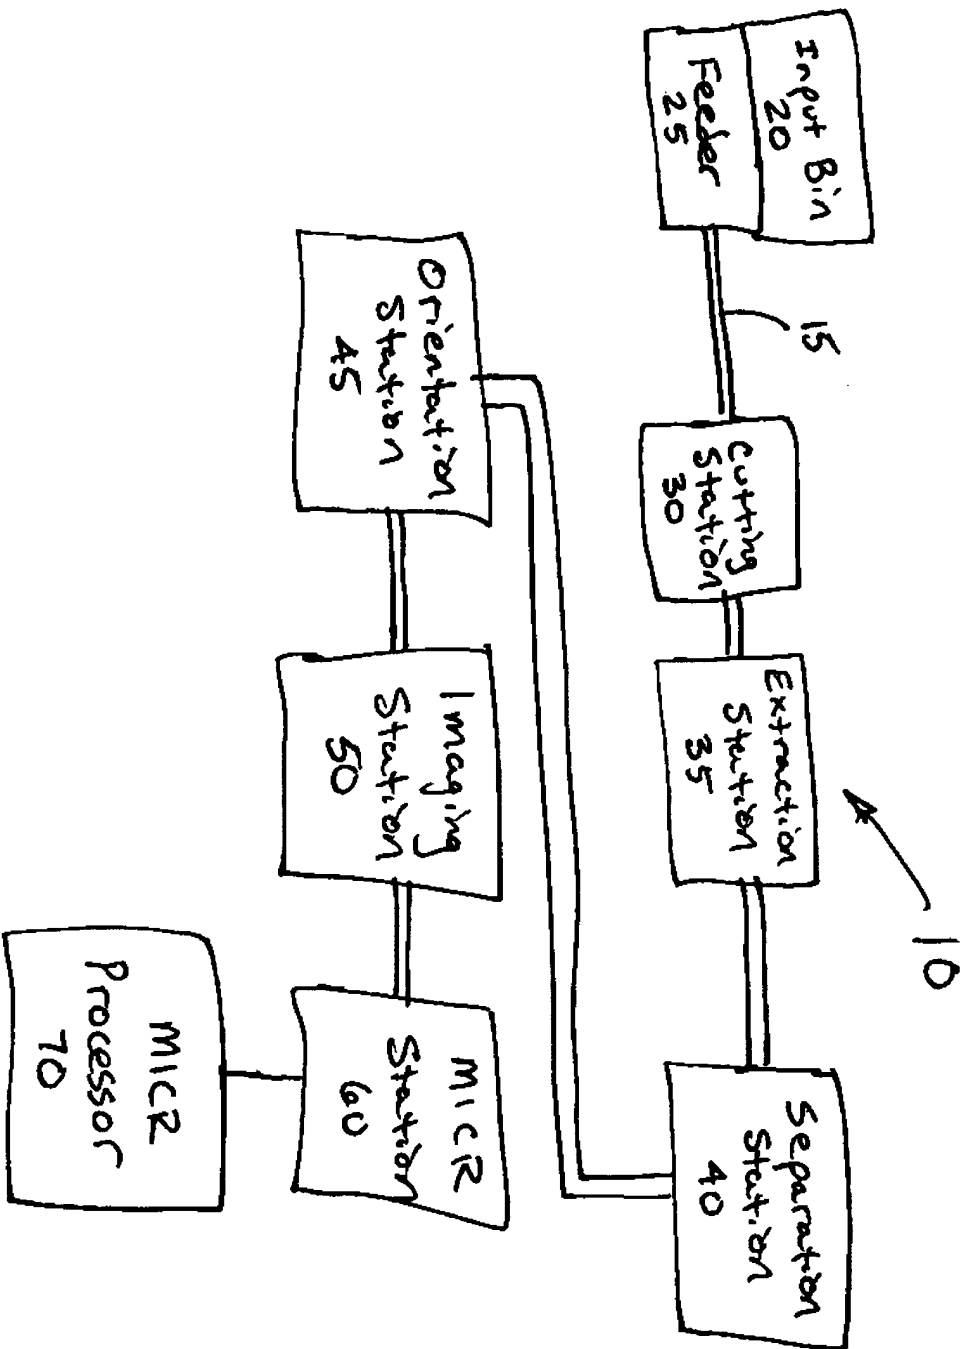 10
Input Bin
20
Feeder
25
15
Cutting
Station
30
Extraction
Station
35
Separation
Station
40
Orientation
Station
45
Imaging
Station
50
MICR
Station
60
MICR
Processor
70